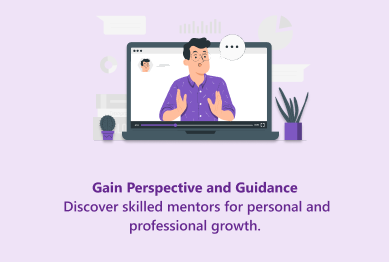 Gain Perspective and Guidance
Discover skilled mentors for personal and
professional growth.